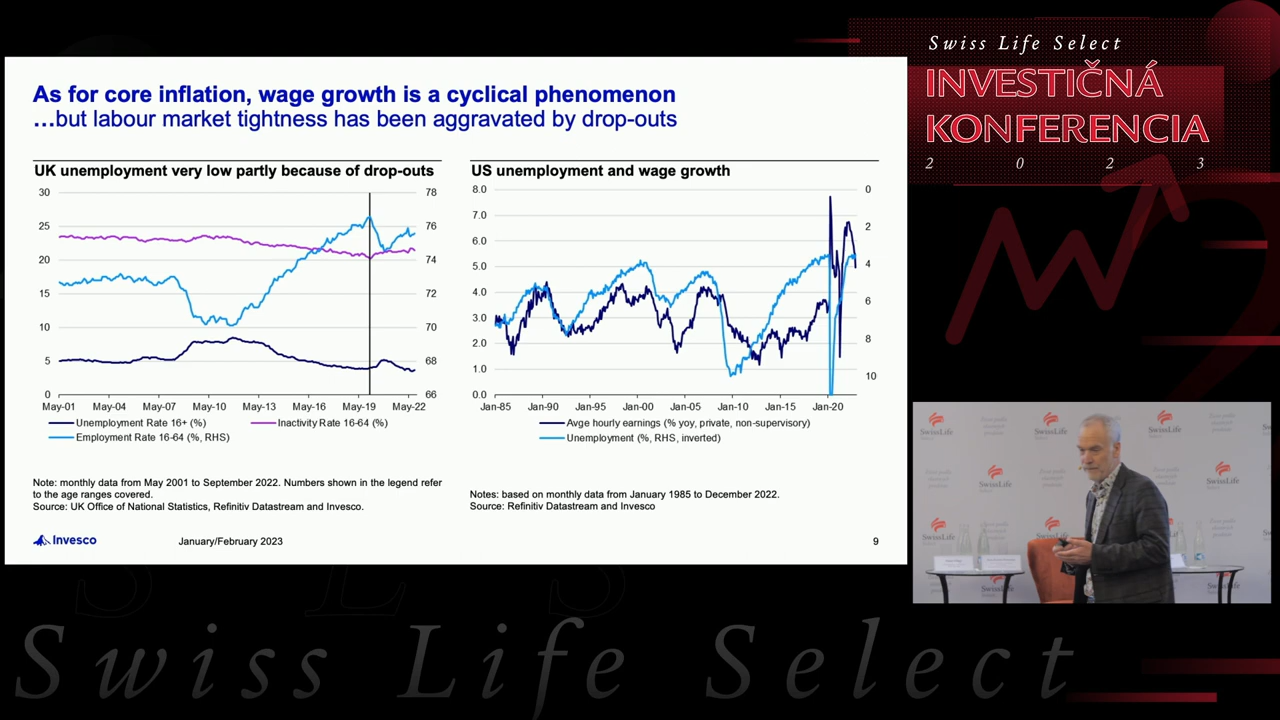 Swiss Life Select
INVESTIČNÁ
KONFERENCIA
2 0 2 3
As for core inflation, wage growth is a cyclical phenomenon
…but labour market tightness has been aggravated by drop-outs
UK unemployment very low partly because of drop-outs
30
25
20
15
10
5
0
78
76
74
72
70
68
66
May-01 May-04 May-07 May-10 May-13 May-16 May-19 May-22
Unemployment Rate 16+ (%)
Inactivity Rate 16-64 (%)
Employment Rate 16-64 (%, RHS)
Note: monthly data from May 2001 to September 2022. Numbers shown in the legend refer
to the age ranges covered.
Source: UK Office of National Statistics, Refinitiv Datastream and Invesco.
US unemployment and wage growth
8.0
7.0
6.0
5.0
4.0
3.0
2.0
1.0
0.0
0
2
4
6
8
10
Jan-85 Jan-90 Jan-95 Jan-00 Jan-05 Jan-10 Jan-15 Jan-20
Avge hourly earnings (% yoy, private, non-supervisory)
Unemployment (%, RHS, inverted)
Notes: based on monthly data from January 1985 to December 2022.
Source: Refinitiv Datastream and Invesco
Invesco
January/February 2023
9
SwissLife
SwissLife
SwissLife
SwissLife
SwissLife
Swiss Life Select